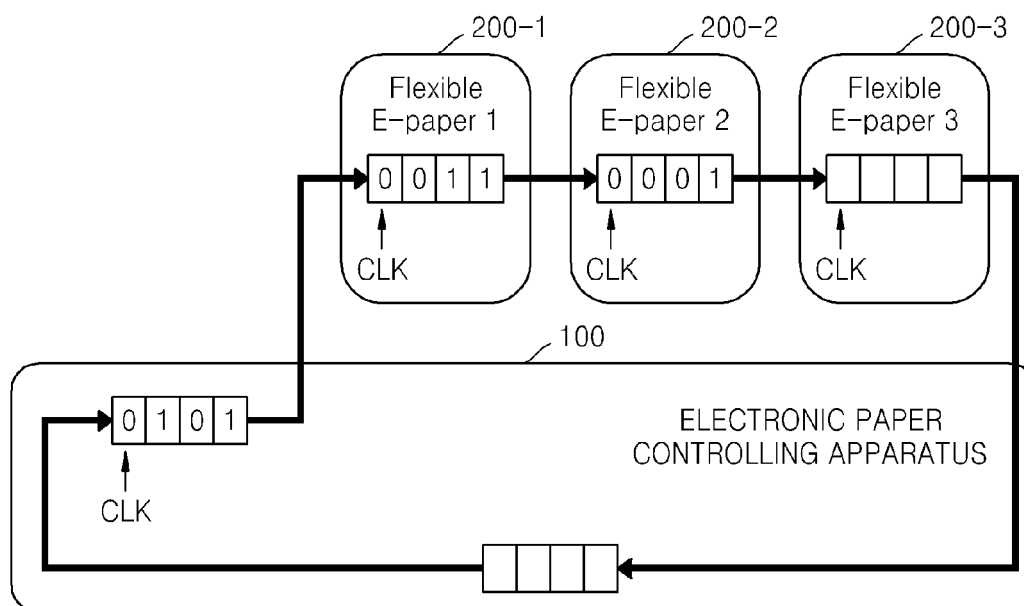 200-1
200-2
200-3
Flexible
E-paper 1
Flexible
E-paper 2
Flexible
E-paper 3
0 0 1 1
0 0 0 1
CLK
CLK
CLK
100
0 1 0 1
ELECTRONIC PAPER
CONTROLLING APPARATUS
CLK